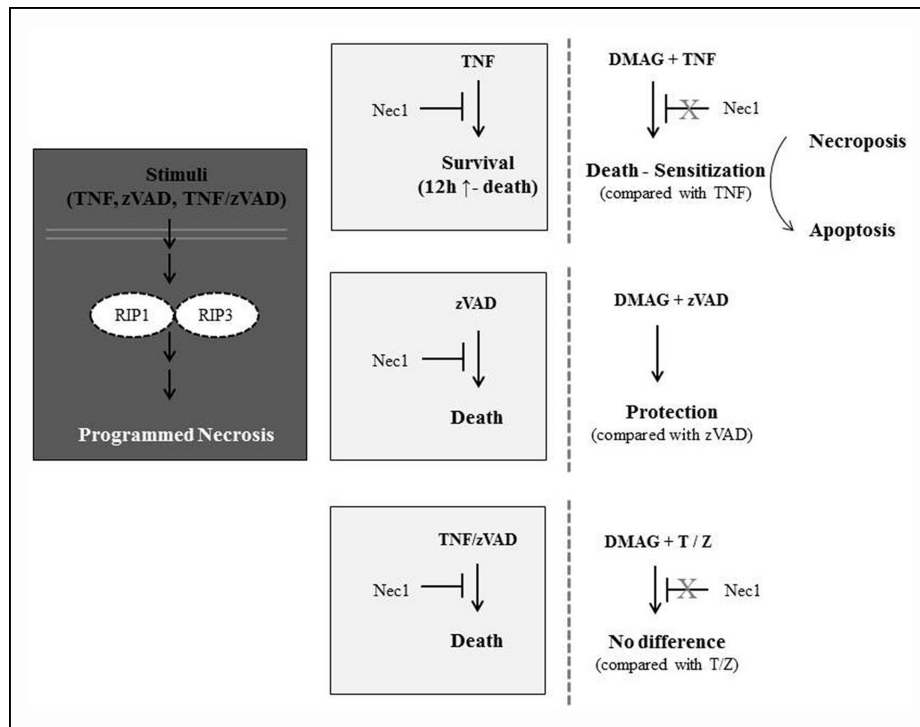 Stimuli
(TNF, zVAD, TNF/zVAD)
RIP1
RIP3
Programmed Necrosis
TNF
Nec1
Survival
(12h ↑- death)
DMAG + TNF
X
Nec1
Death - Sensitization
(compared with TNF)
Necroposis
Apoptosis
zVAD
Nec1
Death
DMAG + zVAD
Protection
(compared with zVAD)
TNF/zVAD
Nec1
Death
DMAG + T / Z
X
Nec1
No difference
(compared with T/Z)